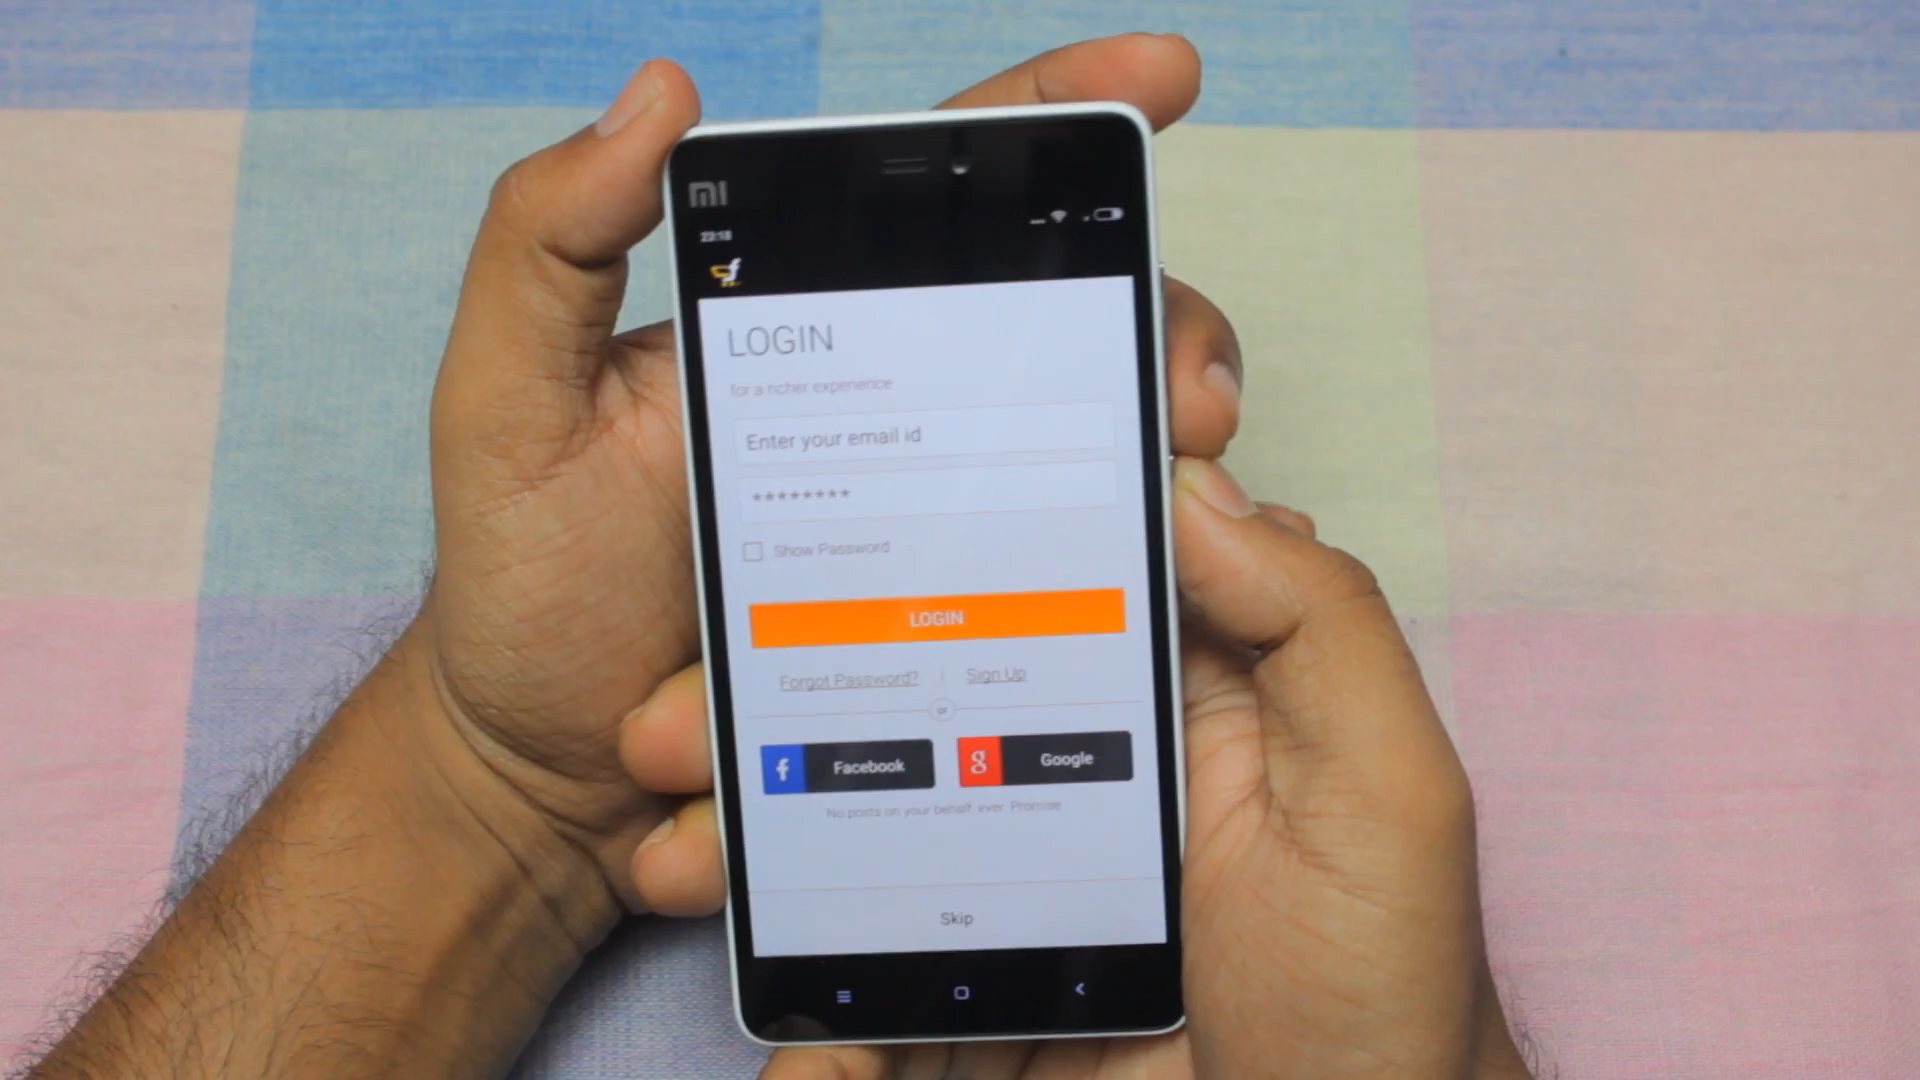 MI
22:18
LOGIN
for a richer experience
Enter your email id
********
Show Password
LOGIN
Forgot Password? | Sign Up
or
f Facebook g Google
No posts on your behalf, ever. Promise
Skip